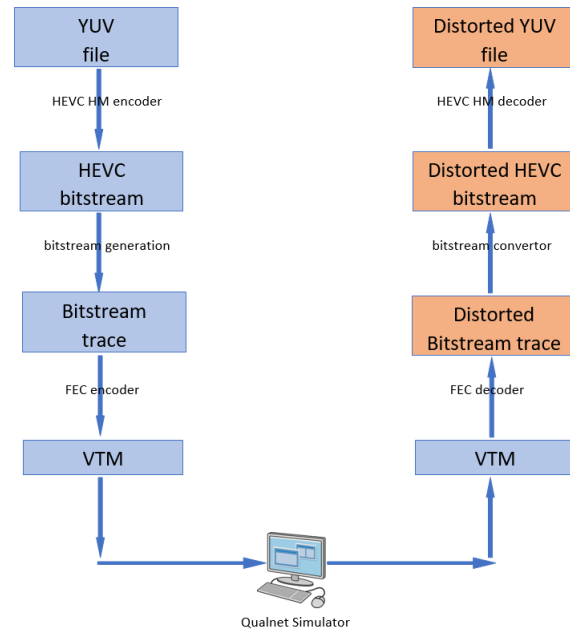 YUV
file
HEVC HM encoder
HEVC
bitstream
bitstream generation
Bitstream
trace
FEC encoder
VTM
Qualnet Simulator
VTM
FEC decoder
Distorted
Bitstream trace
bitstream convertor
Distorted HEVC
bitstream
HEVC HM decoder
Distorted YUV
file